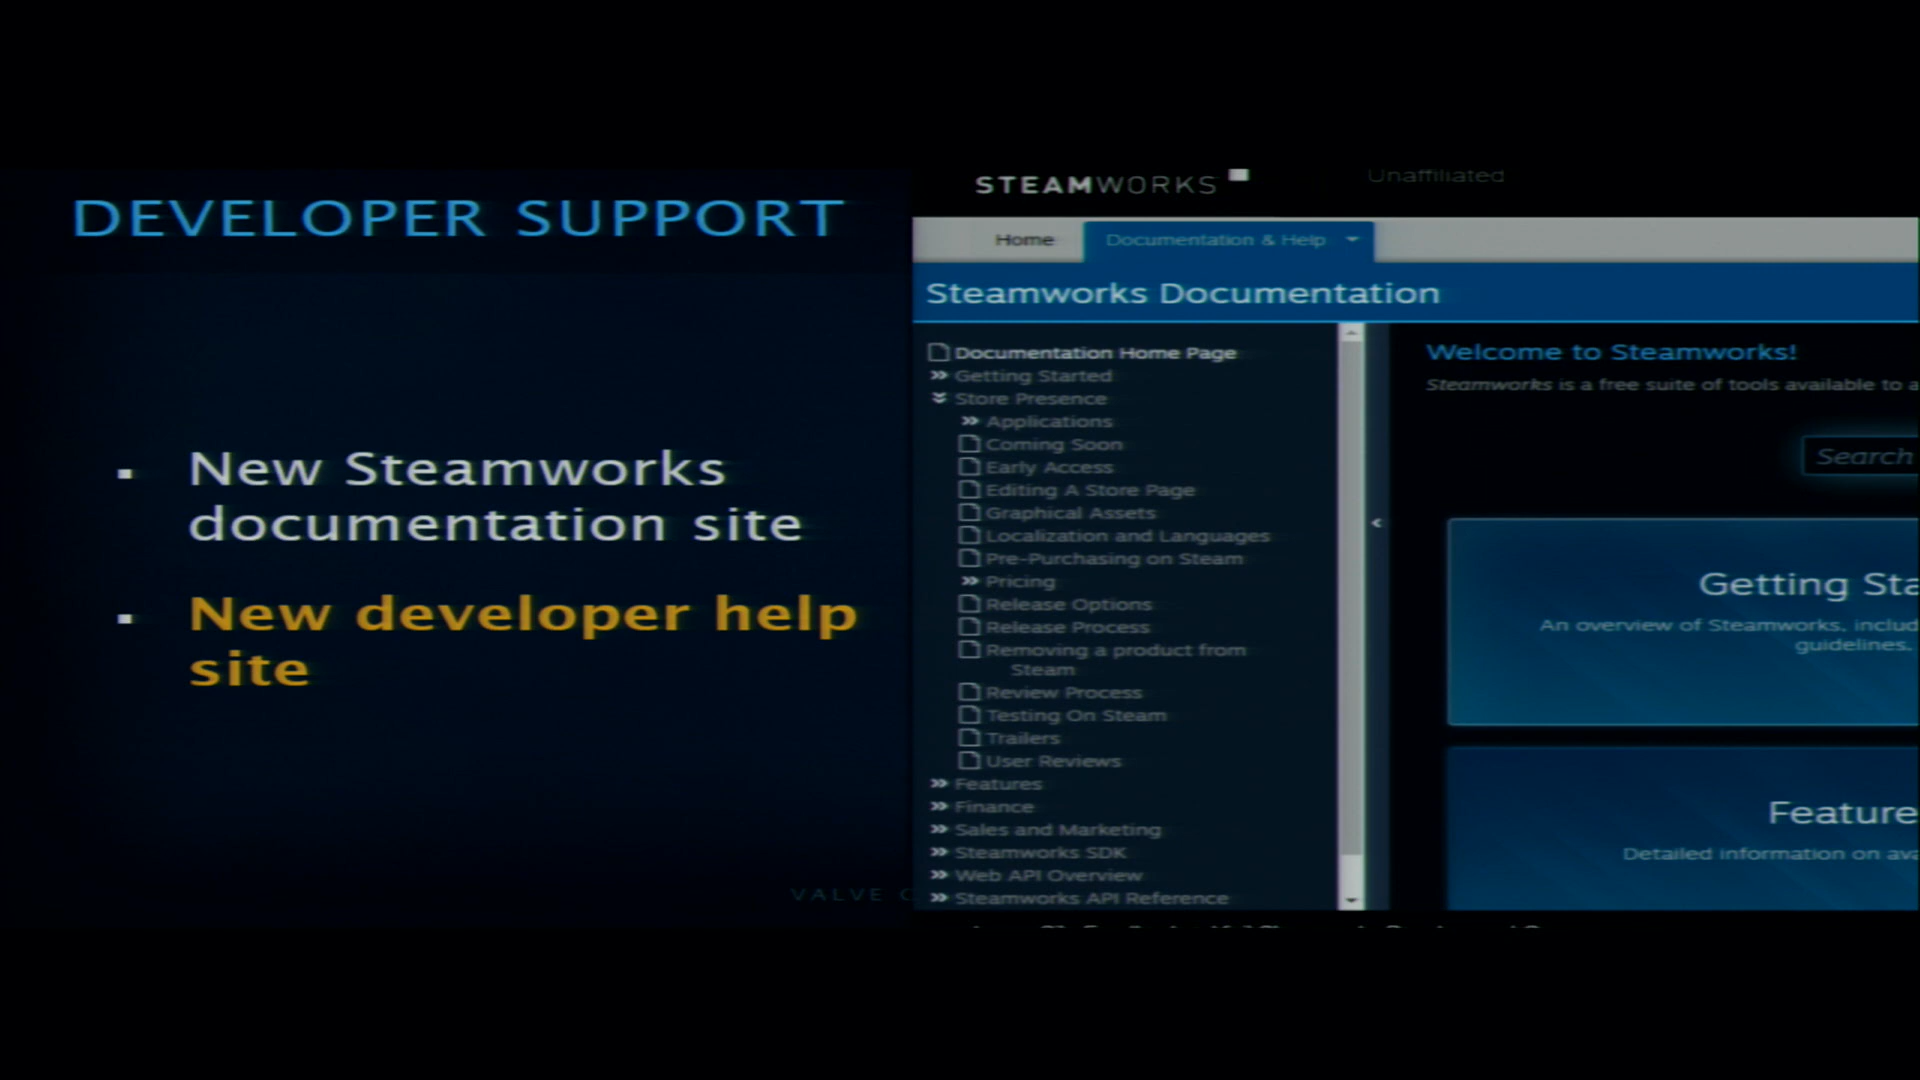 DEVELOPER SUPPORT
New Steamworks
documentation site
New developer help
site
VALVE
STEAMWORKS
Unaffiliated
Home
Documentation & Help
Steamworks Documentation
Documentation Home Page
Getting Started
Store Presence
Applications
Coming Soon
Early Access
Editing A Store Page
Graphical Assets
Localization and Languages
Pre-Purchasing on Steam
Pricing
Release Options
Release Process
Removing a product from
Steam
Review Process
Testing On Steam
Trailers
User Reviews
Features
Finance
Sales and Marketing
Steamworks SDK
Web API Overview
Steamworks API Reference
Welcome to Steamworks!
Steamworks is a free suite of tools available to a
Search
Getting Sta
An overview of Steamworks, includ
guidelines.
Feature
Detailed information on ava